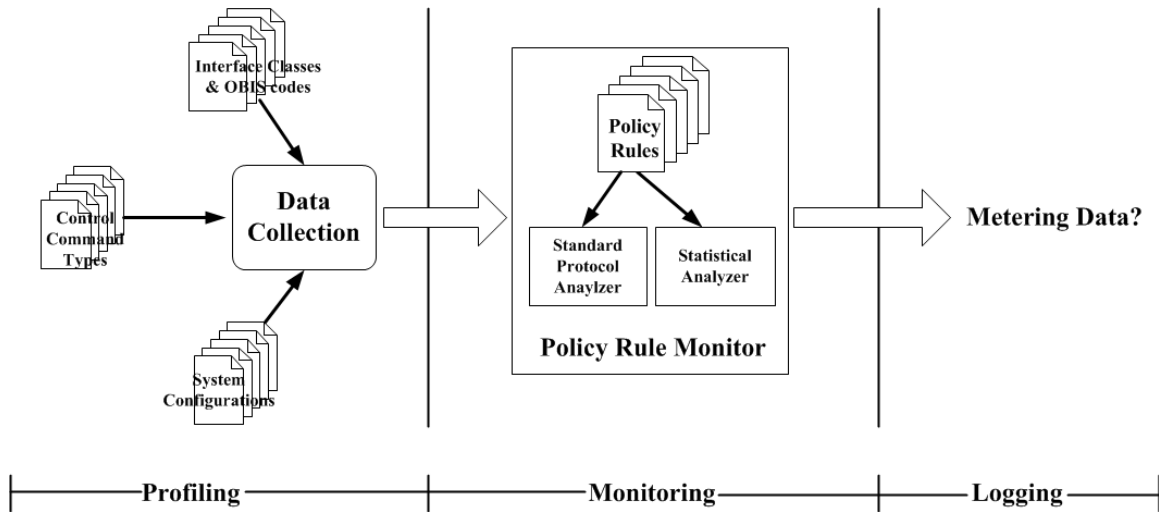 Interface Classes
& OBIS codes
Control
Command
Types
Data
Collection
System
Configurations
Policy
Rules
Standard
Protocol
Anaylzer
Statistical
Analyzer
Policy Rule Monitor
Metering Data?
Profiling
Monitoring
Logging